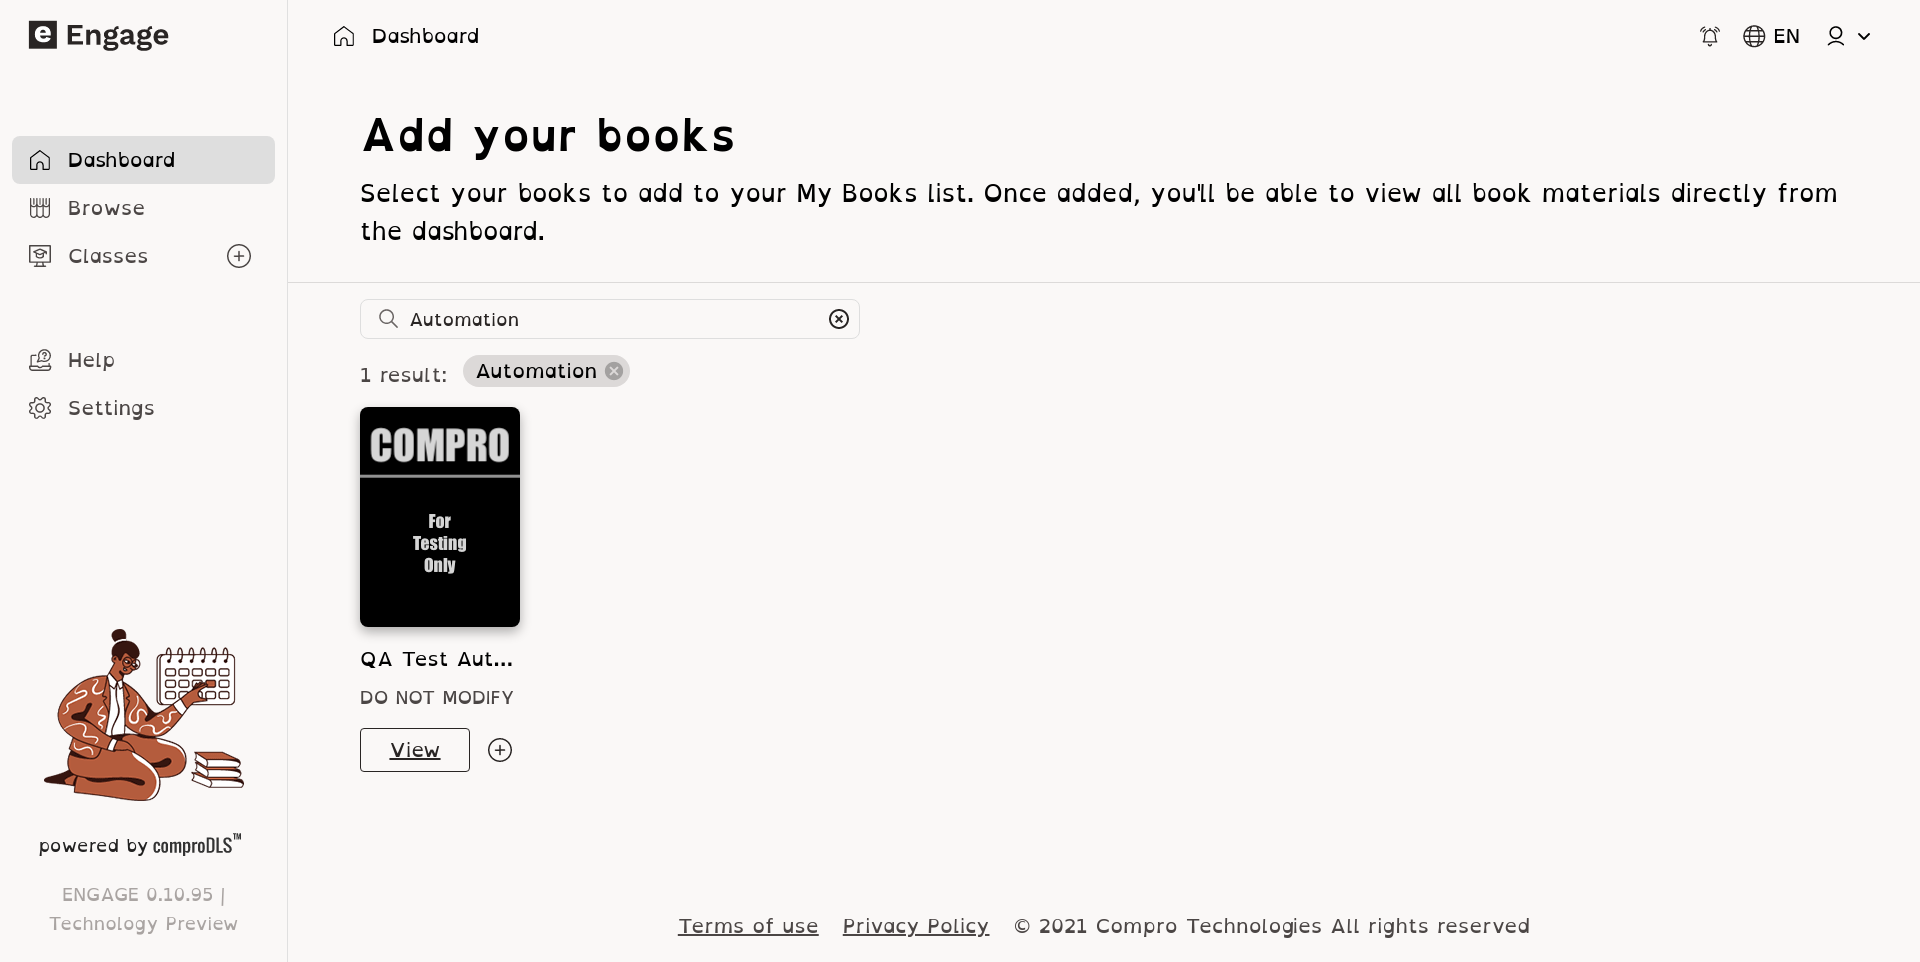 e Engage
Dashboard
EN
Dashboard
Browse
Classes
Help
Settings
powered by comproDLS™
ENGAGE 0.10.95 |
Technology Preview
Add your books
Select your books to add to your My Books list. Once added, you'll be able to view all book materials directly from
the dashboard.
Automation
1 result: Automation
COMPRO
For
Testing
Only
QA Test Aut...
DO NOT MODIFY
View
Terms of use Privacy Policy © 2021 Compro Technologies All rights reserved